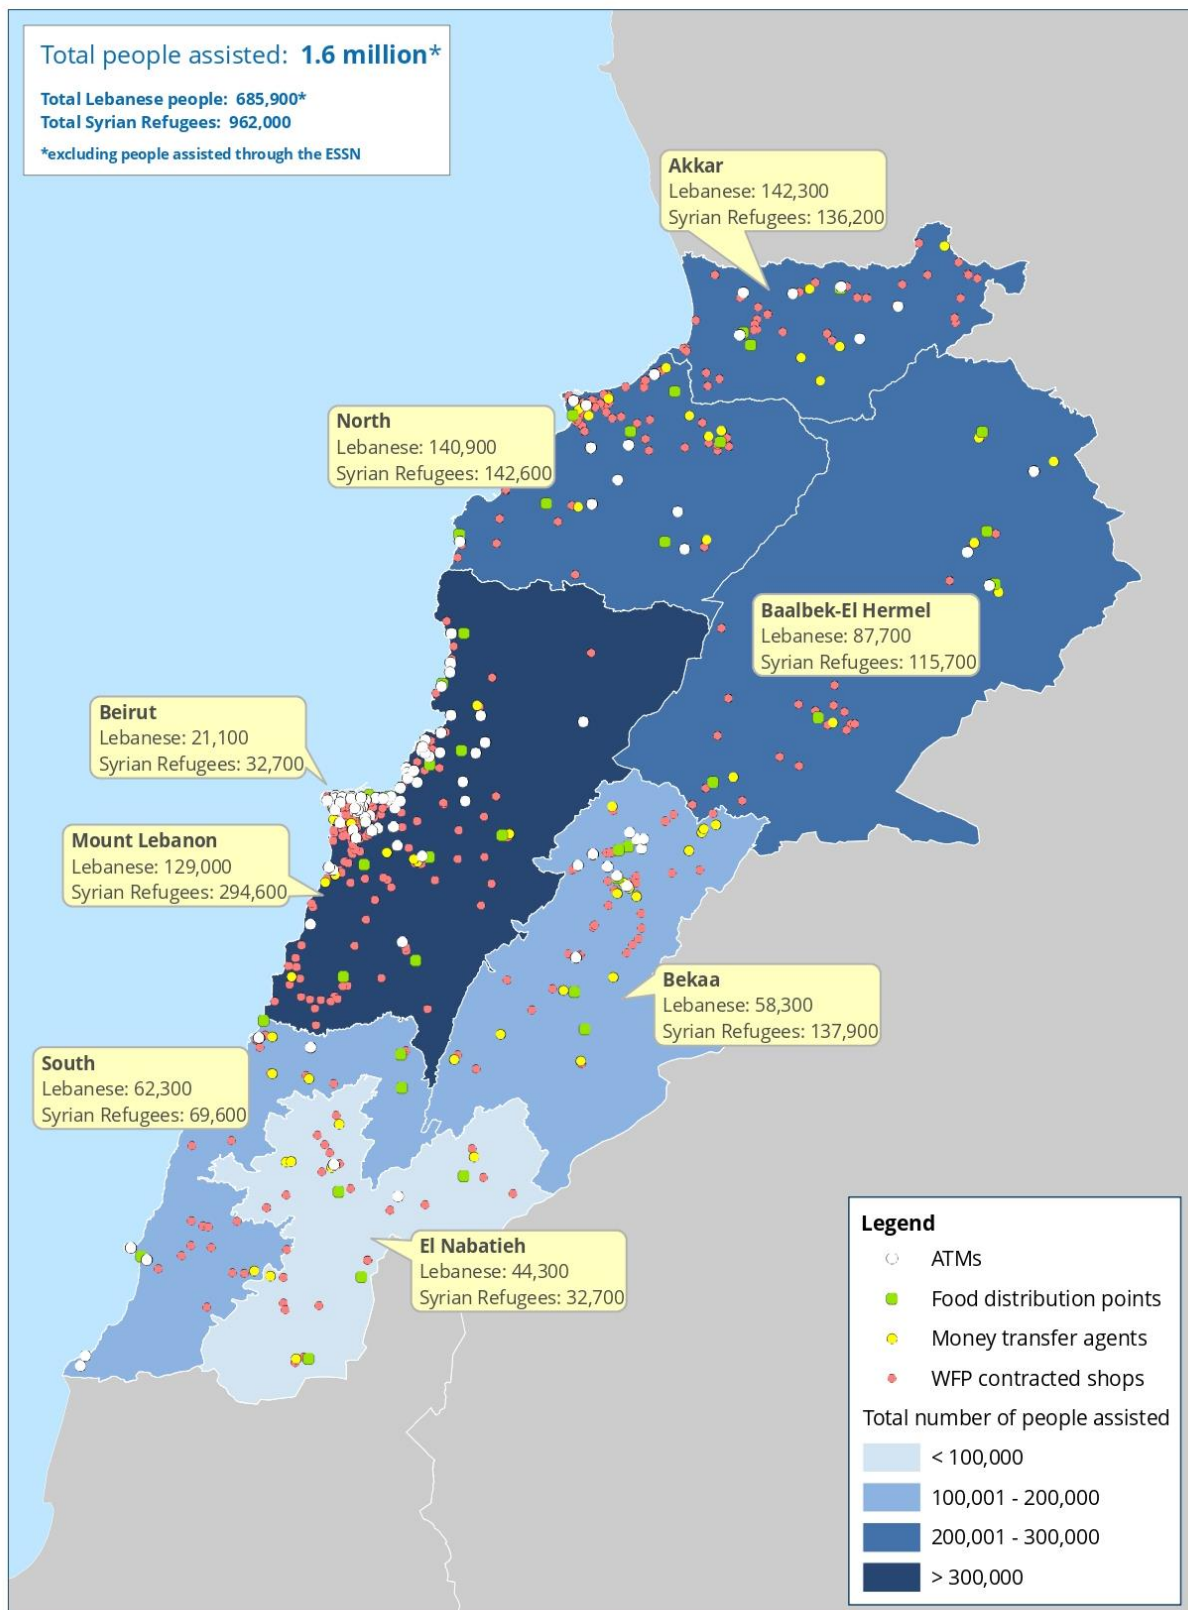 Total people assisted: 1.6 million*
Total Lebanese people: 685,900*
Total Syrian Refugees: 962,000
*excluding people assisted through the ESSN
Akkar
Lebanese: 142,300
Syrian Refugees: 136,200
North
Lebanese: 140,900
Syrian Refugees: 142,600
Baalbek-El Hermel
Lebanese: 87,700
Syrian Refugees: 115,700
Beirut
Lebanese: 21,100
Syrian Refugees: 32,700
Mount Lebanon
Lebanese: 129,000
Syrian Refugees: 294,600
Bekaa
Lebanese: 58,300
Syrian Refugees: 137,900
South
Lebanese: 62,300
Syrian Refugees: 69,600
El Nabatieh
Lebanese: 44,300
Syrian Refugees: 32,700
Legend
ATMs
Food distribution points
Money transfer agents
WFP contracted shops
Total number of people assisted
< 100,000
100,001 - 200,000
200,001 - 300,000
> 300,000